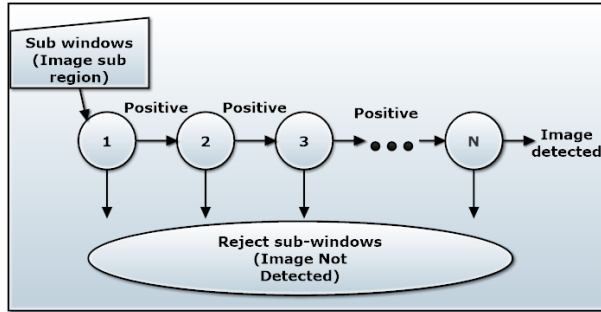 Sub windows
(Image sub
region)
Positive
Positive
Positive
1
2
3
N
Image
detected
Reject sub-windows
(Image Not
Detected)